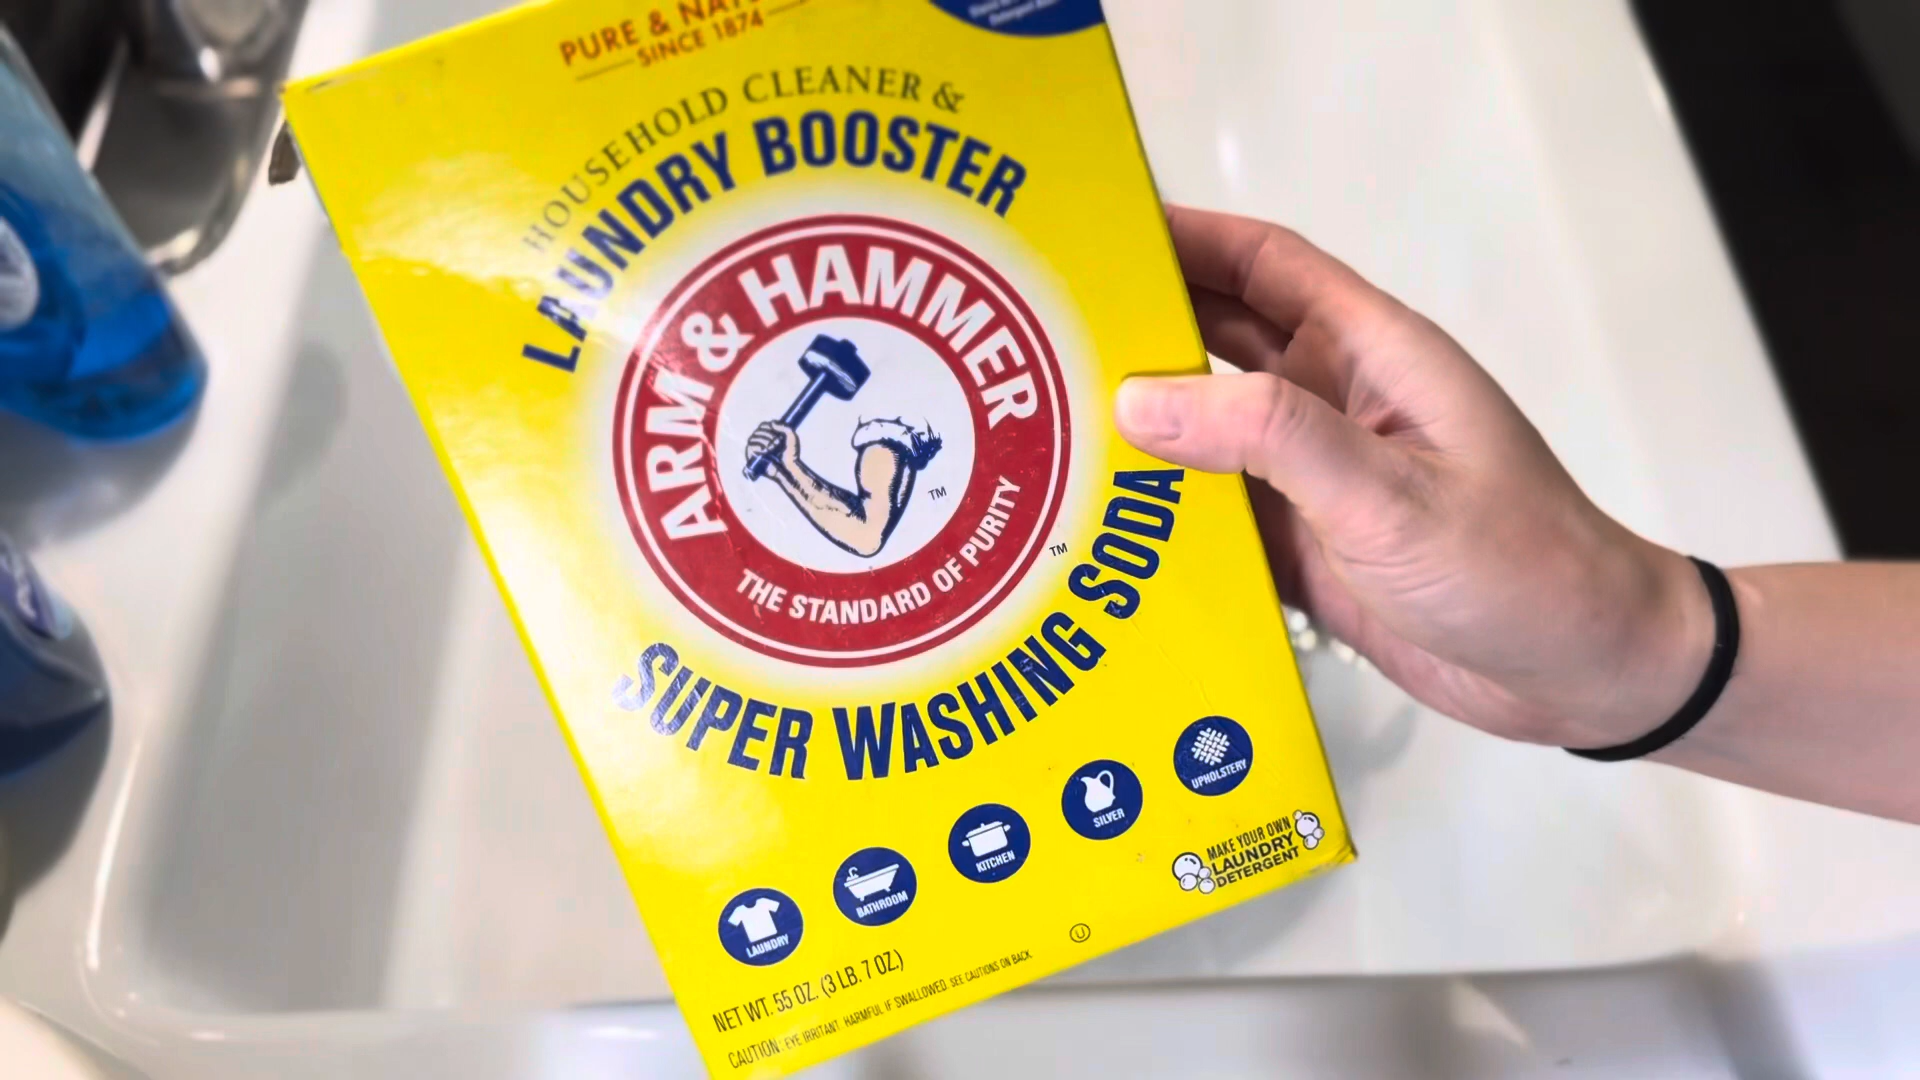 PURE &
SINCE 1874
HOUSEHOLD CLEANER &
LAUNDRY BOOSTER
ARM & HAMMER
TM
THE STANDARD OF PURITY
TM
SUPER WASHING SODA
LAUNDRY
BATHROOM
KITCHEN
SILVER
UPHOLSTERY
MAKE YOUR OWN
LAUNDRY
DETERGENT
NET WT. 55 OZ. (3 LB. 7 OZ.)
U
CAUTION: EYE IRRITANT. HARMFUL IF SWALLOWED. SEE CAUTIONS ON BACK.